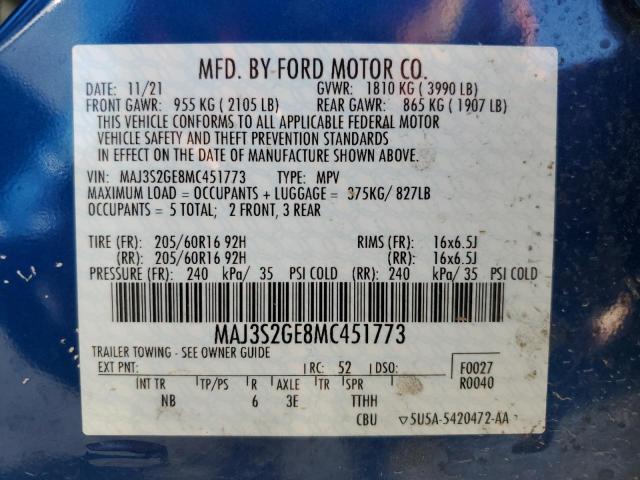 MFD. BY FORD MOTOR CO.
DATE: 11/21 GVWR: 1810 KG ( 3990 LB)
FRONT GAWR: 955 KG ( 2105 LB) REAR GAWR: 865 KG ( 1907 LB)
THIS VEHICLE CONFORMS TO ALL APPLICABLE FEDERAL MOTOR
VEHICLE SAFETY AND THEFT PREVENTION STANDARDS
IN EFFECT ON THE DATE OF MANUFACTURE SHOWN ABOVE.
VIN: MAJ3S2GE8MC451773 TYPE: MPV
MAXIMUM LOAD = OCCUPANTS + LUGGAGE = 375KG/ 827LB
OCCUPANTS = 5 TOTAL; 2 FRONT, 3 REAR
TIRE (FR): 205/60R16 92H RIMS (FR): 16x6.5J
(RR): 205/60R16 92H (RR): 16x6.5J
PRESSURE (FR): 240 kPa/ 35 PSI COLD (RR): 240 kPa/ 35 PSI COLD
MAJ3S2GE8MC451773
TRAILER TOWING - SEE OWNER GUIDE
EXT PNT: RC: 52 DSO: F0027
R0040
INT TR TP/PS R AXLE TR SPR
NB 6 3E TTHH
CBU ▽5U5A-5420472-AA